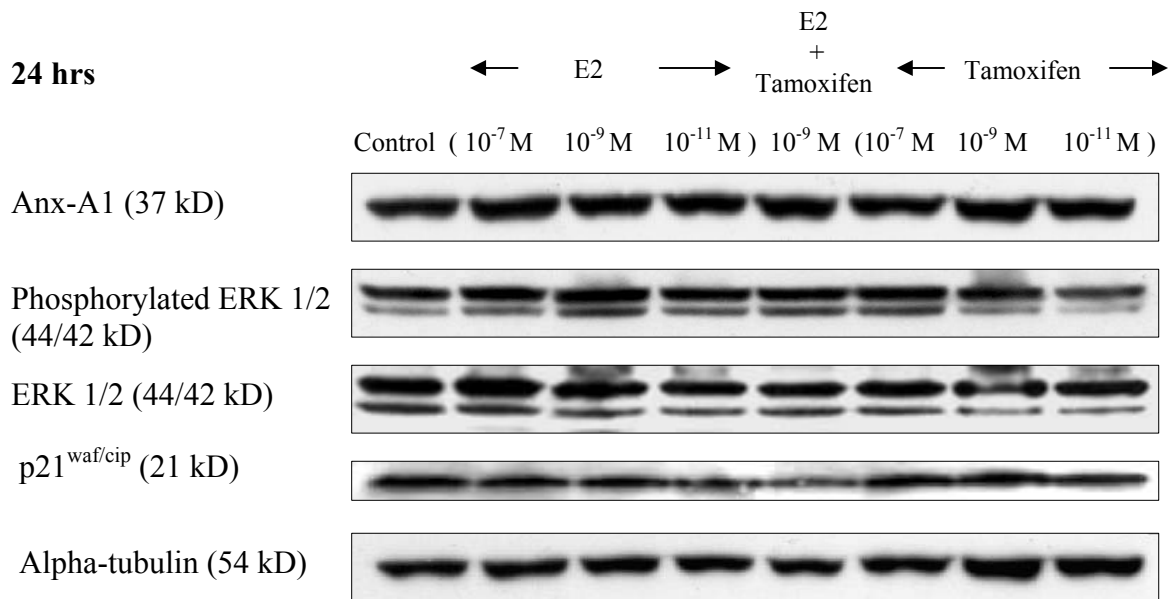 E2
+
Tamoxifen
24 hrs
E2
Tamoxifen
Control ( 10⁻⁷ M 10⁻⁹ M 10⁻¹¹ M ) 10⁻⁹ M (10⁻⁷ M 10⁻⁹ M 10⁻¹¹ M )
Anx-A1 (37 kD)
Phosphorylated ERK 1/2
(44/42 kD)
ERK 1/2 (44/42 kD)
p21ʷᵃᶠ/ᶜⁱᵖ (21 kD)
Alpha-tubulin (54 kD)